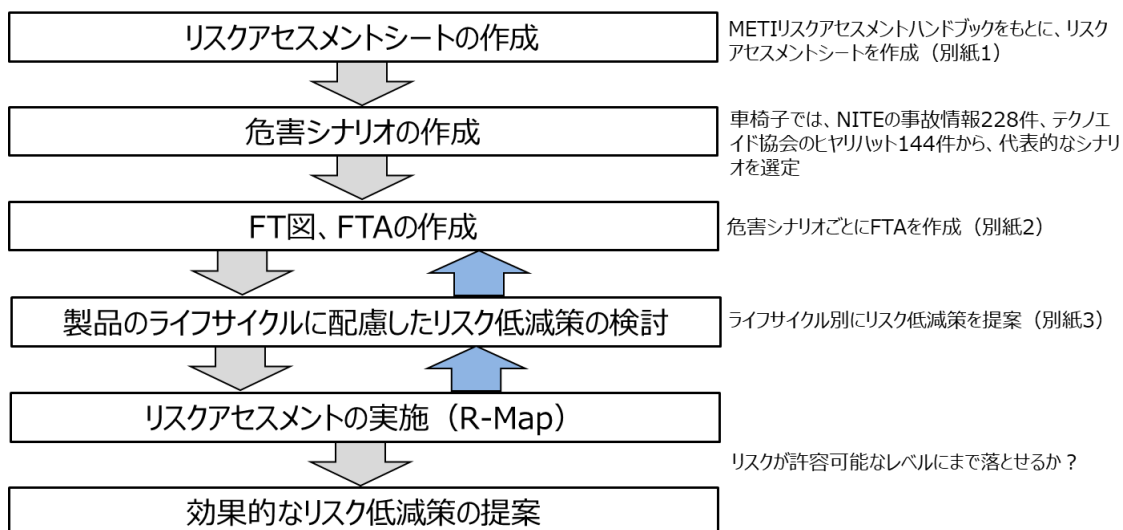 リスクアセスメントシートの作成
METIリスクアセスメントハンドブックをもとに、リスク
アセスメントシートを作成（別紙1）
危害シナリオの作成
車椅子では、NITEの事故情報228件、テクノエ
イド協会のヒヤリハット144件から、代表的なシナリ
オを選定
FT図、FTAの作成
危害シナリオごとにFTAを作成（別紙2）
製品のライフサイクルに配慮したリスク低減策の検討
ライフサイクル別にリスク低減策を提案（別紙3）
リスクアセスメントの実施（R-Map）
リスクが許容可能なレベルにまで落とせるか？
効果的なリスク低減策の提案